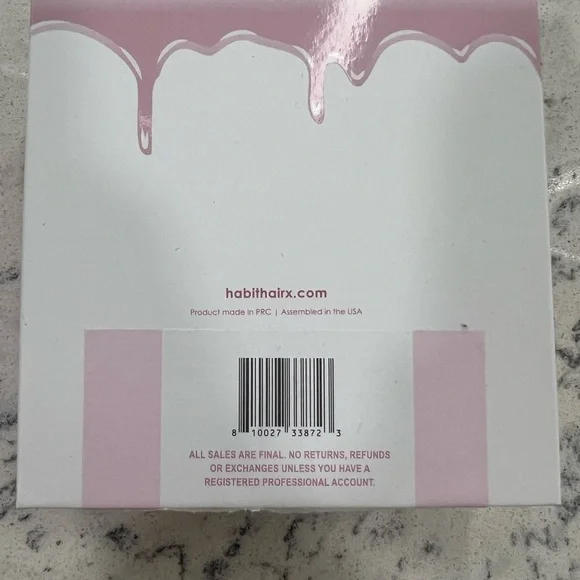 habithairx.com
Product made in PRC | Assembled in the USA
8 10027 33872 3
ALL SALES ARE FINAL. NO RETURNS, REFUNDS
OR EXCHANGES UNLESS YOU HAVE A
REGISTERED PROFESSIONAL ACCOUNT.